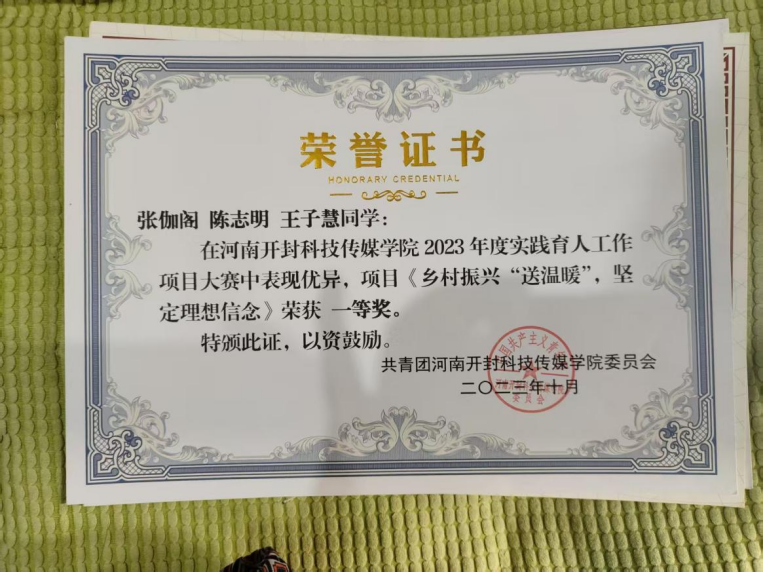 荣誉证书
HONORARY CREDENTIAL
张伽阁 陈志明 王子慧同学：
在河南开封科技传媒学院 2023 年度实践育人工作
项目大赛中表现优异，项目《乡村振兴“送温暖”，坚
定理想信念》荣获 一等奖。
特颁此证，以资鼓励。
共青团河南开封科技传媒学院委员会
二〇二三年十月
委员会